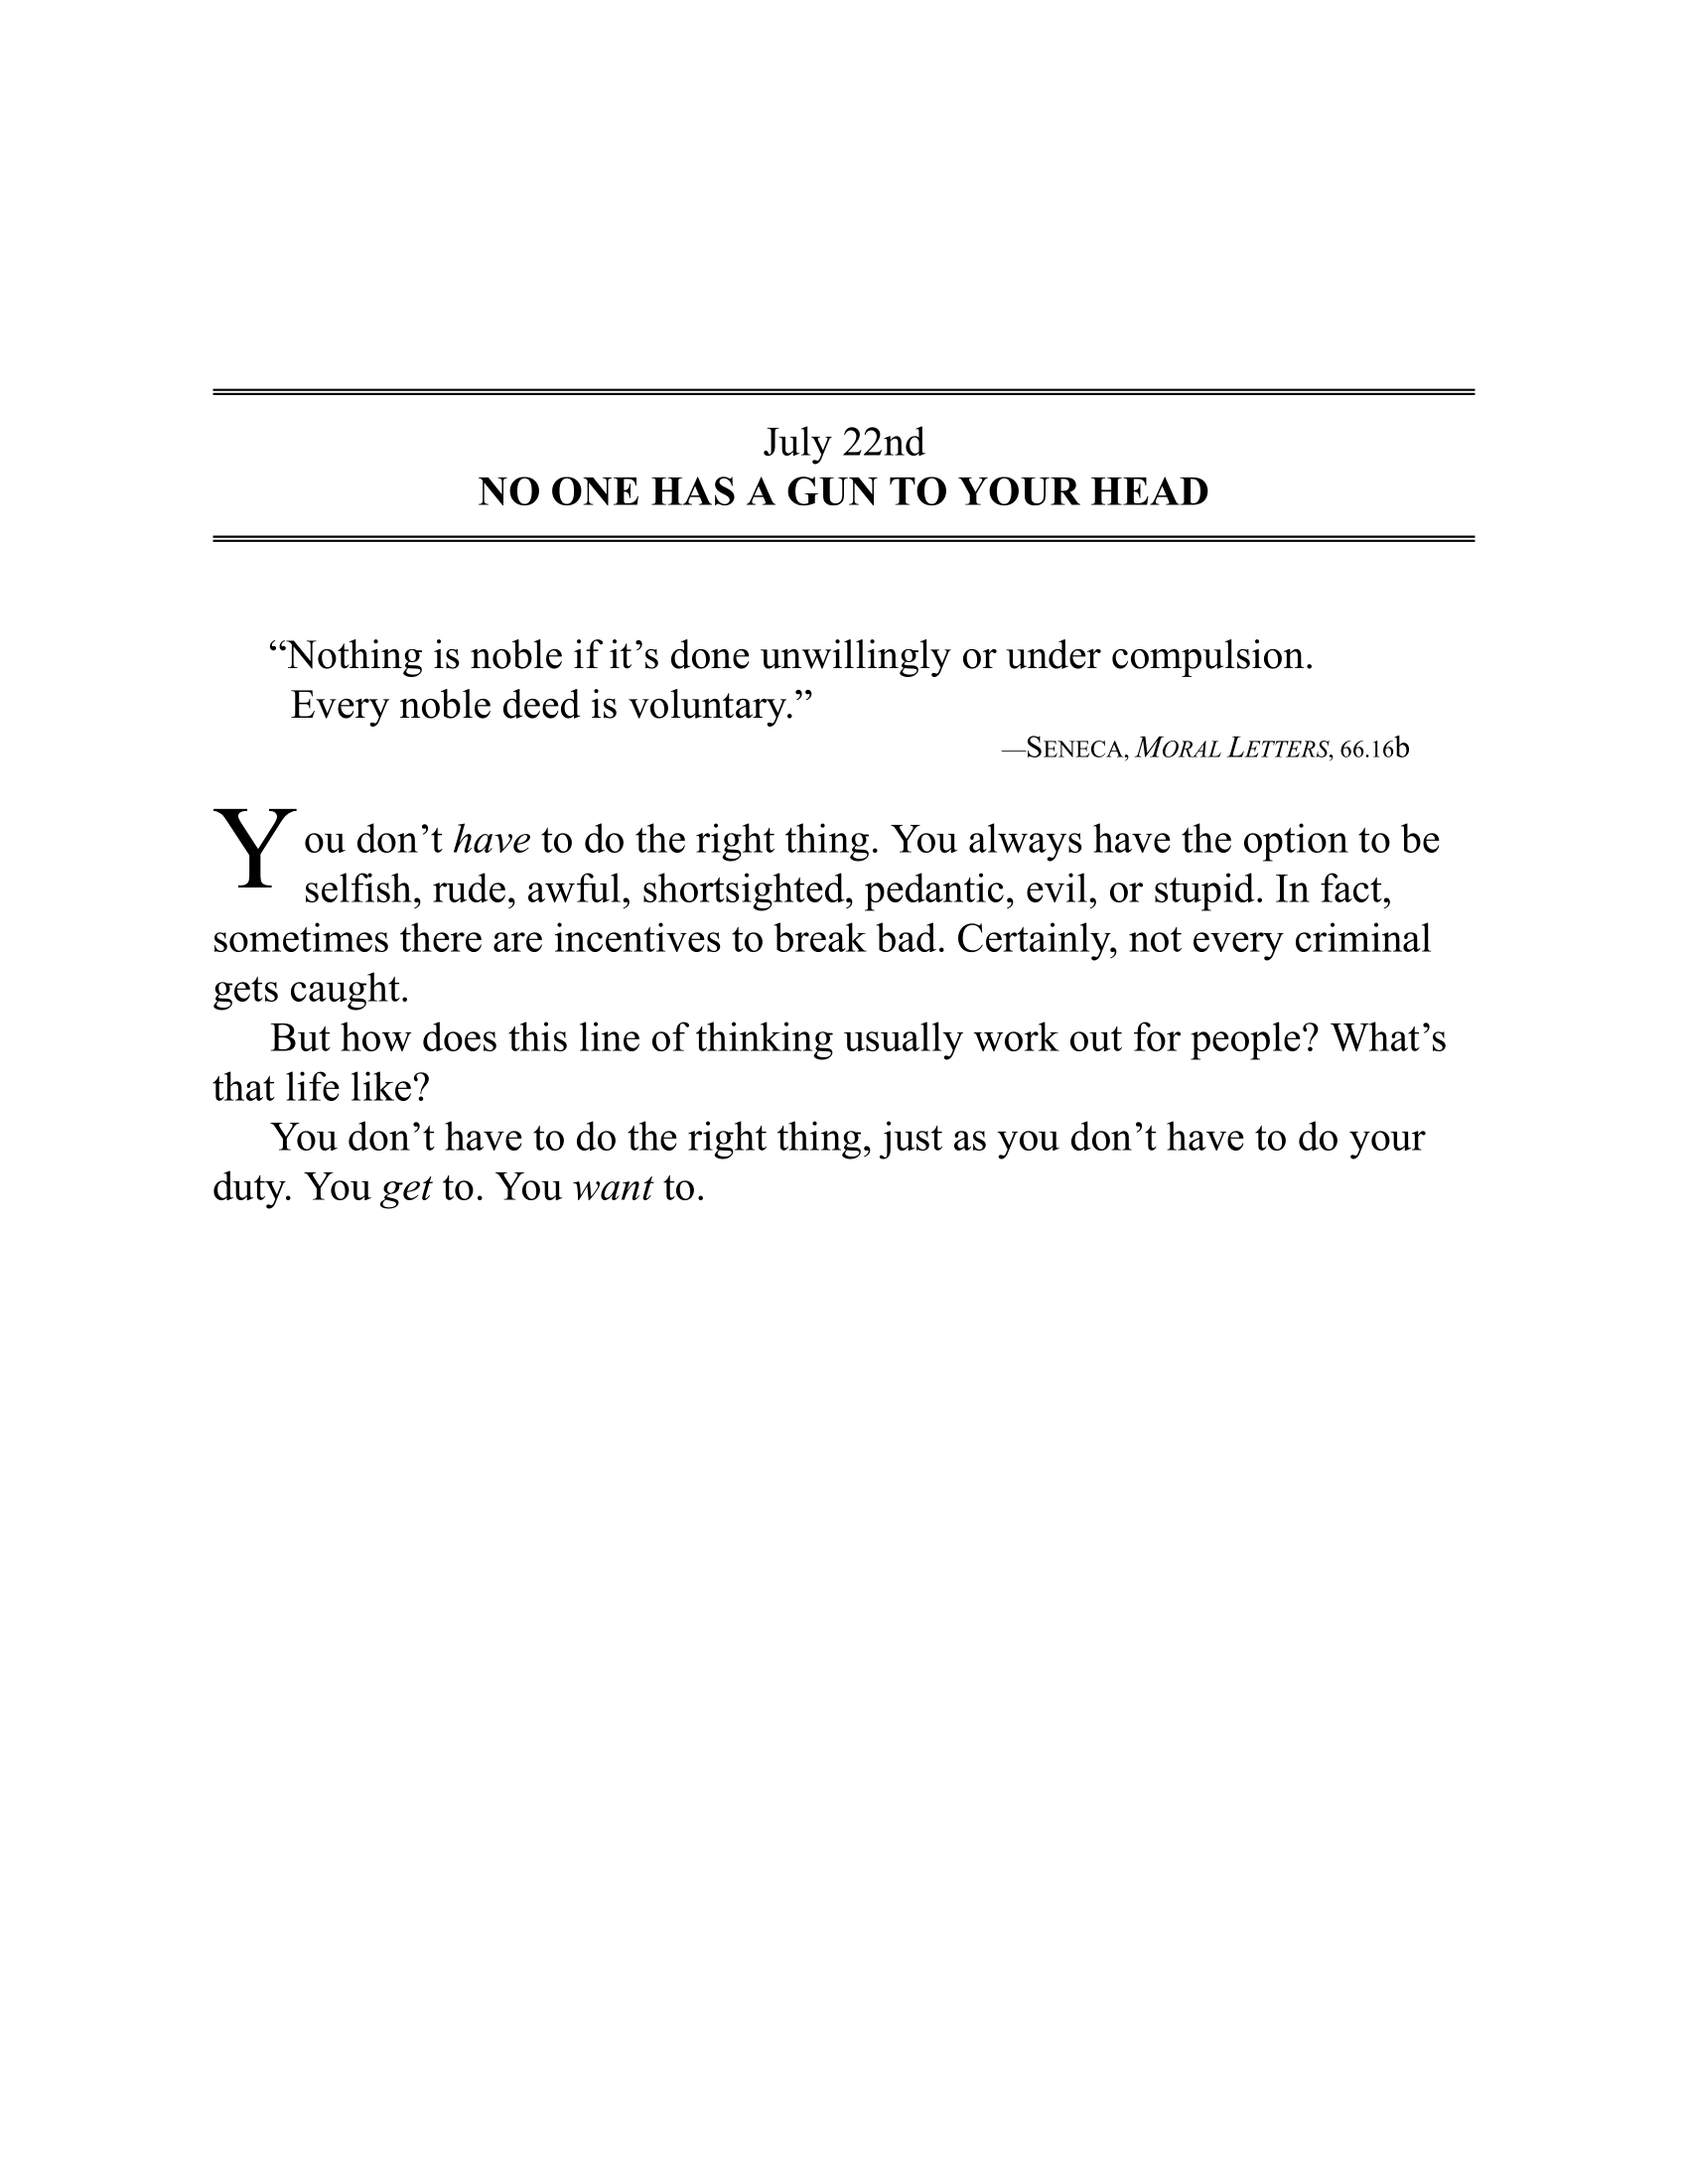 July 22nd
NO ONE HAS A GUN TO YOUR HEAD
“Nothing is noble if it’s done unwillingly or under compulsion.
Every noble deed is voluntary.”
—SENECA, MORAL LETTERS, 66.16b
You don’t have to do the right thing. You always have the option to be
selfish, rude, awful, shortsighted, pedantic, evil, or stupid. In fact,
sometimes there are incentives to break bad. Certainly, not every criminal
gets caught.
But how does this line of thinking usually work out for people? What’s
that life like?
You don’t have to do the right thing, just as you don’t have to do your
duty. You get to. You want to.